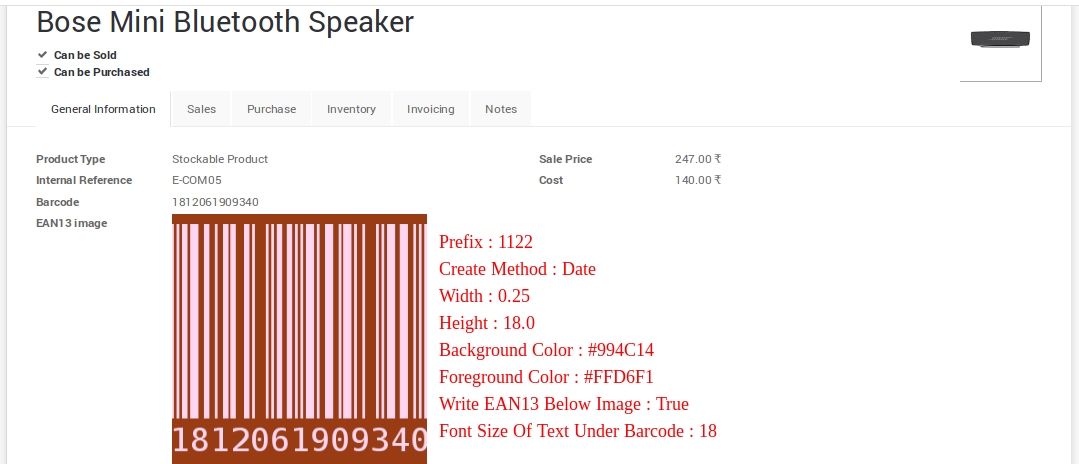 Bose Mini Bluetooth Speaker
Can be Sold
Can be Purchased
General Information Sales Purchase Inventory Invoicing Notes
Product Type Stockable Product Sale Price 247.00 ₹
Internal Reference E-COM05 Cost 140.00 ₹
Barcode 1812061909340
EAN13 image
Prefix : 1122
Create Method : Date
Width : 0.25
Height : 18.0
Background Color : #994C14
Foreground Color : #FFD6F1
Write EAN13 Below Image : True
Font Size Of Text Under Barcode : 18
1812061909340